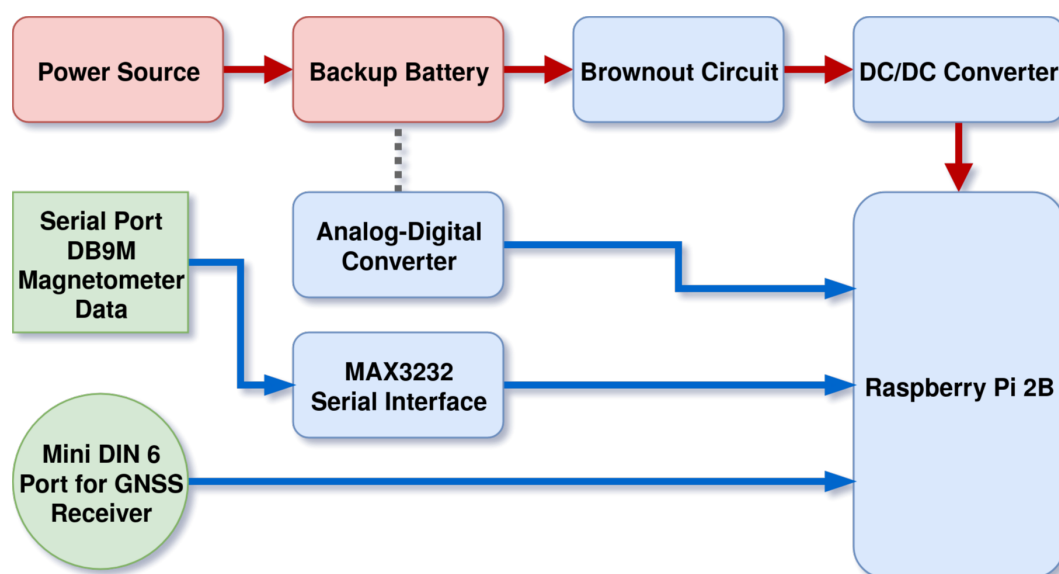 Power Source
Backup Battery
Brownout Circuit
DC/DC Converter
Serial Port
DB9M
Magnetometer
Data
Analog-Digital
Converter
MAX3232
Serial Interface
Raspberry Pi 2B
Mini DIN 6
Port for GNSS
Receiver